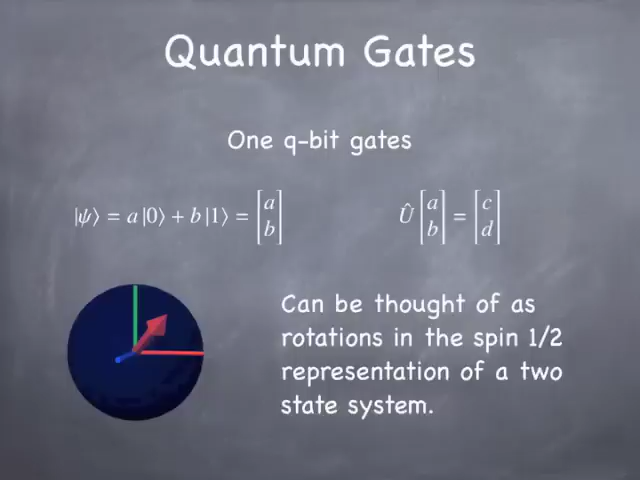 Quantum Gates
One q-bit gates
|ψ⟩ = a|0⟩ + b|1⟩ = [a b]  Û [a b] = [c d]
Can be thought of as
rotations in the spin 1/2
representation of a two
state system.